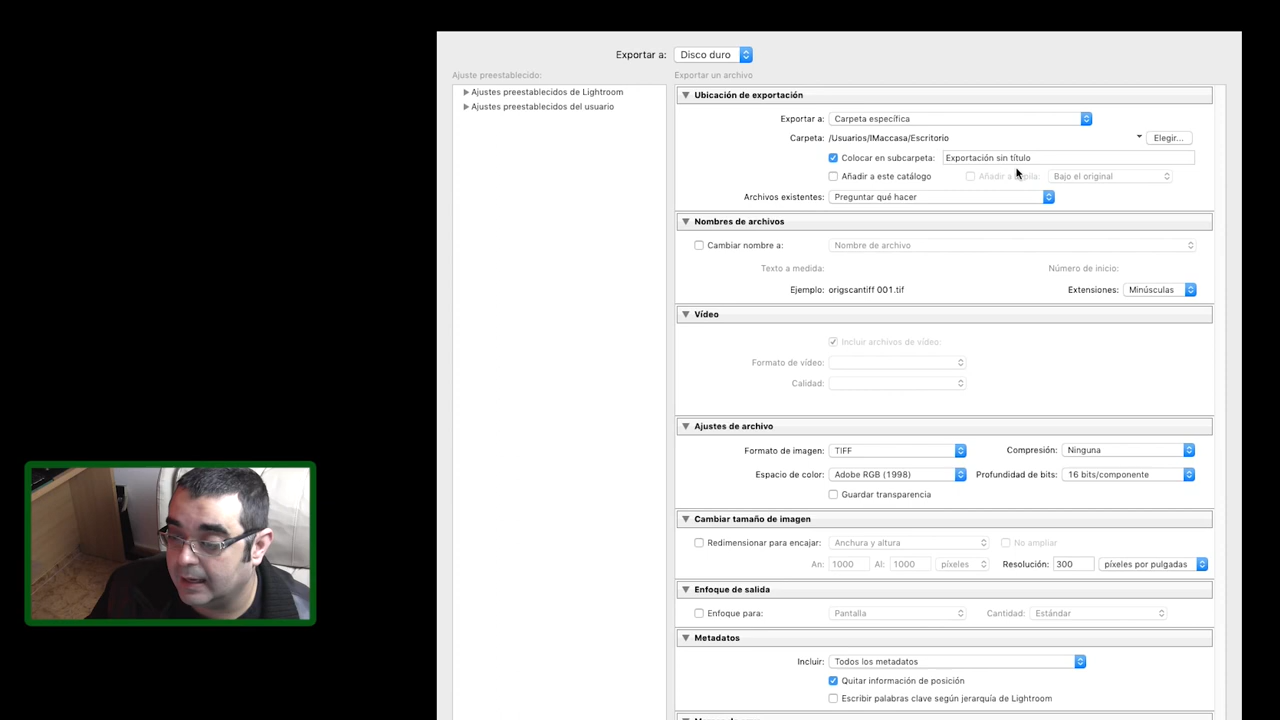 Exportar a: Disco duro
Ajuste preestablecido:
Ajustes preestablecidos de Lightroom
Ajustes preestablecidos del usuario
Exportar un archivo
Ubicación de exportación
Exportar a: Carpeta específica
Carpeta: /Usuarios/IMaccasa/Escritorio Elegir...
Colocar en subcarpeta: Exportación sin título
Añadir a este catálogo Añadir a pila: Bajo el original
Archivos existentes: Preguntar qué hacer
Nombres de archivos
Cambiar nombre a: Nombre de archivo
Texto a medida: Número de inicio:
Ejemplo: origscantiff 001.tif Extensiones: Minúsculas
Vídeo
Incluir archivos de vídeo:
Formato de vídeo:
Calidad:
Ajustes de archivo
Formato de imagen: TIFF Compresión: Ninguna
Espacio de color: Adobe RGB (1998) Profundidad de bits: 16 bits/componente
Guardar transparencia
Cambiar tamaño de imagen
Redimensionar para encajar: Anchura y altura No ampliar
An: 1000 Al: 1000 píxeles Resolución: 300 píxeles por pulgadas
Enfoque de salida
Enfoque para: Pantalla Cantidad: Estándar
Metadatos
Incluir: Todos los metadatos
Quitar información de posición
Escribir palabras clave según jerarquía de Lightroom